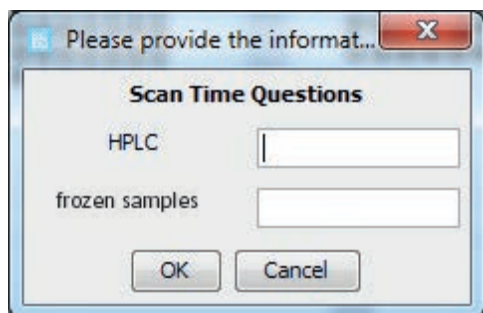 Please provide the informat...
Scan Time Questions
HPLC
frozen samples
OK Cancel